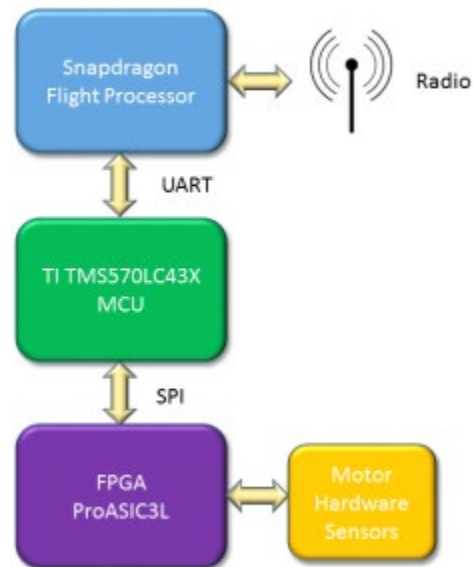 Snapdragon
Flight Processor
Radio
UART
TI TMS570LC43X
MCU
SPI
FPGA
ProASIC3L
Motor
Hardware
Sensors